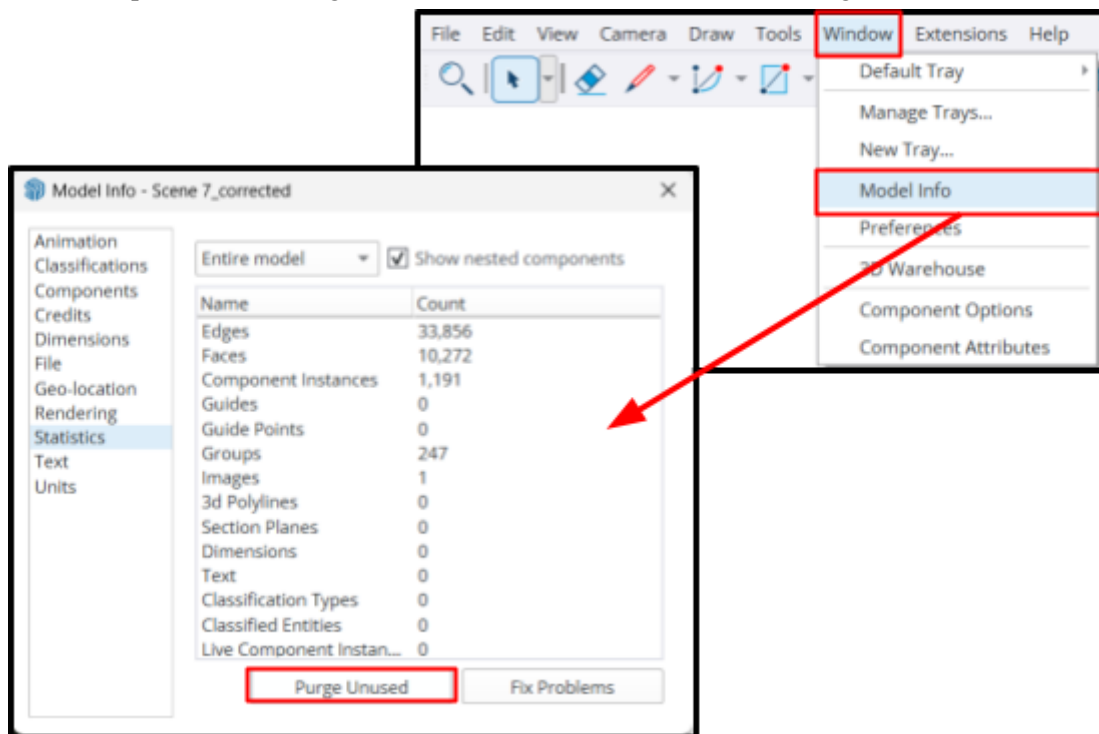 File Edit View Camera Draw Tools Window Extensions Help
Default Tray
Manage Trays...
New Tray...
Model Info
Preferences
3D Warehouse
Component Options
Component Attributes
Model Info - Scene 7_corrected
Animation
Classifications
Components
Credits
Dimensions
File
Geo-location
Rendering
Statistics
Text
Units
Entire model Show nested components
Name Count
Edges 33,856
Faces 10,272
Component Instances 1,191
Guides 0
Guide Points 0
Groups 247
Images 1
3d Polylines 0
Section Planes 0
Dimensions 0
Text 0
Classification Types 0
Classified Entities 0
Live Component Instan... 0
Purge Unused Fix Problems